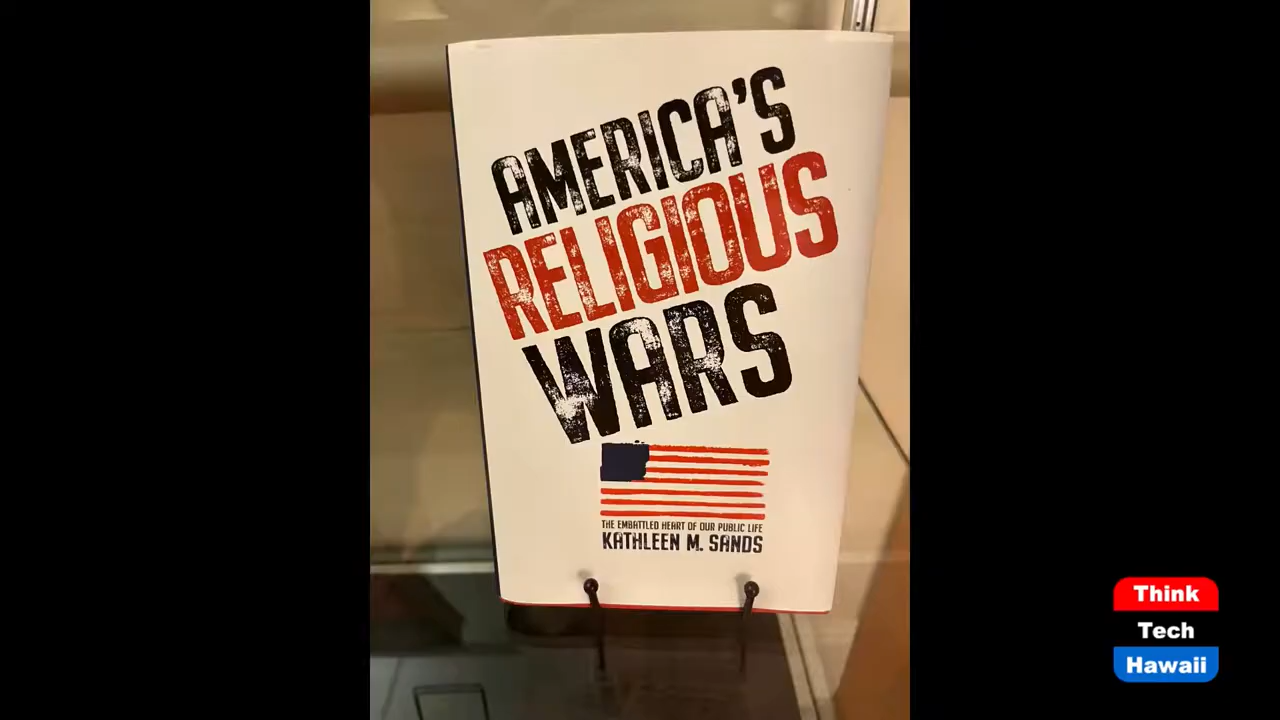 AMERICA'S
RELIGIOUS
WARS
THE EMBATTLED HEART OF OUR PUBLIC LIFE
KATHLEEN M. SANDS
Think
Tech
Hawaii